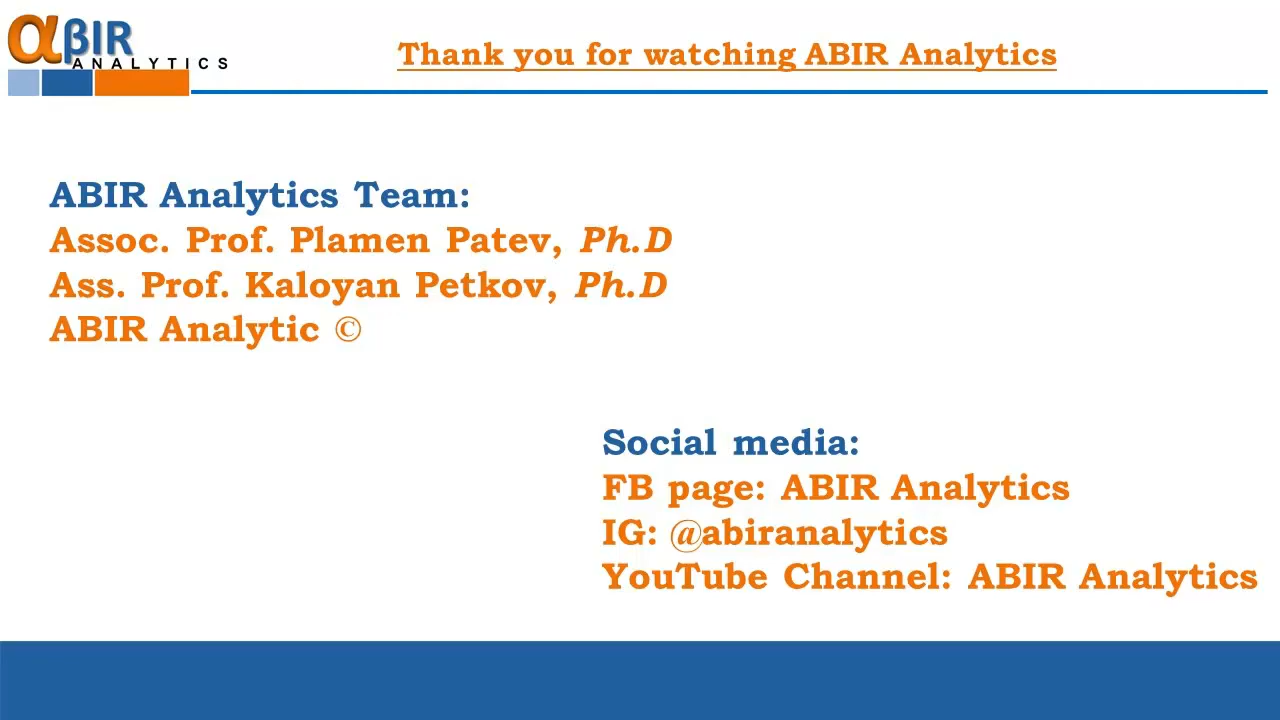 αβIR
ANALYTICS
Thank you for watching ABIR Analytics
ABIR Analytics Team:
Assoc. Prof. Plamen Patev, Ph.D
Ass. Prof. Kaloyan Petkov, Ph.D
ABIR Analytic ©
Social media:
FB page: ABIR Analytics
IG: @abiranalytics
YouTube Channel: ABIR Analytics